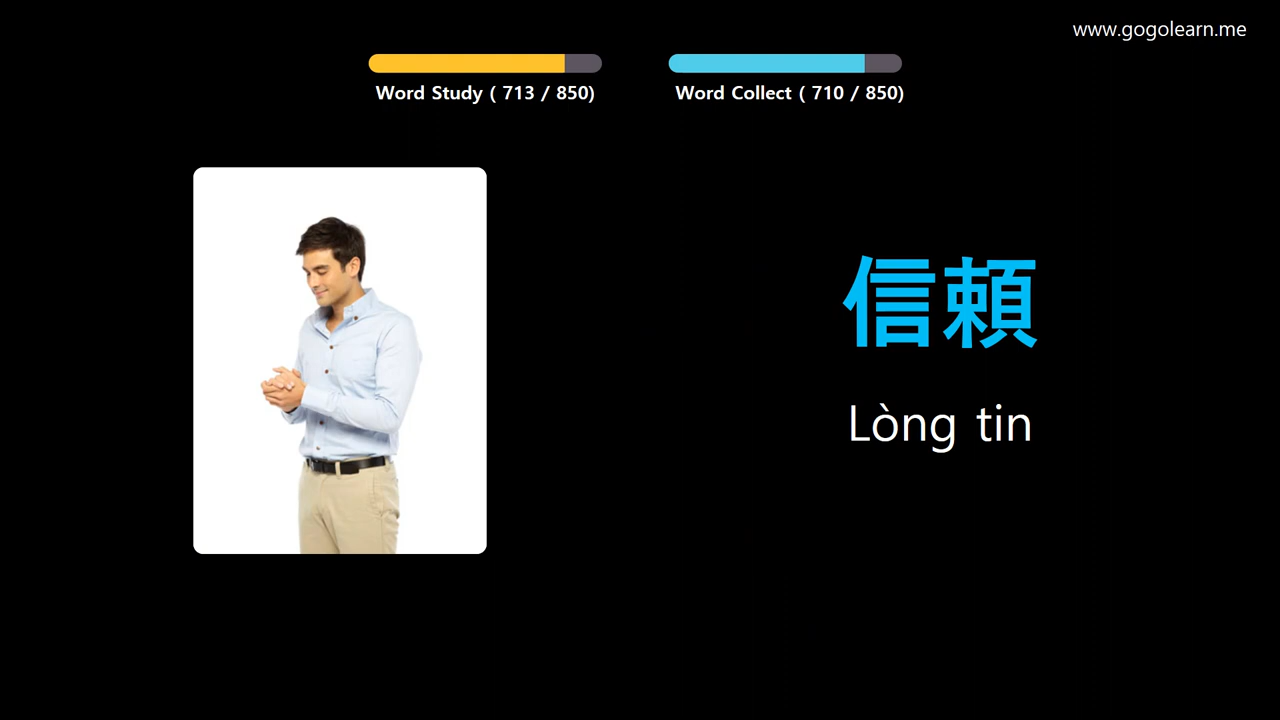 www.gogolearn.me
Word Study ( 713 / 850)
Word Collect ( 710 / 850)
信頼
Lòng tin